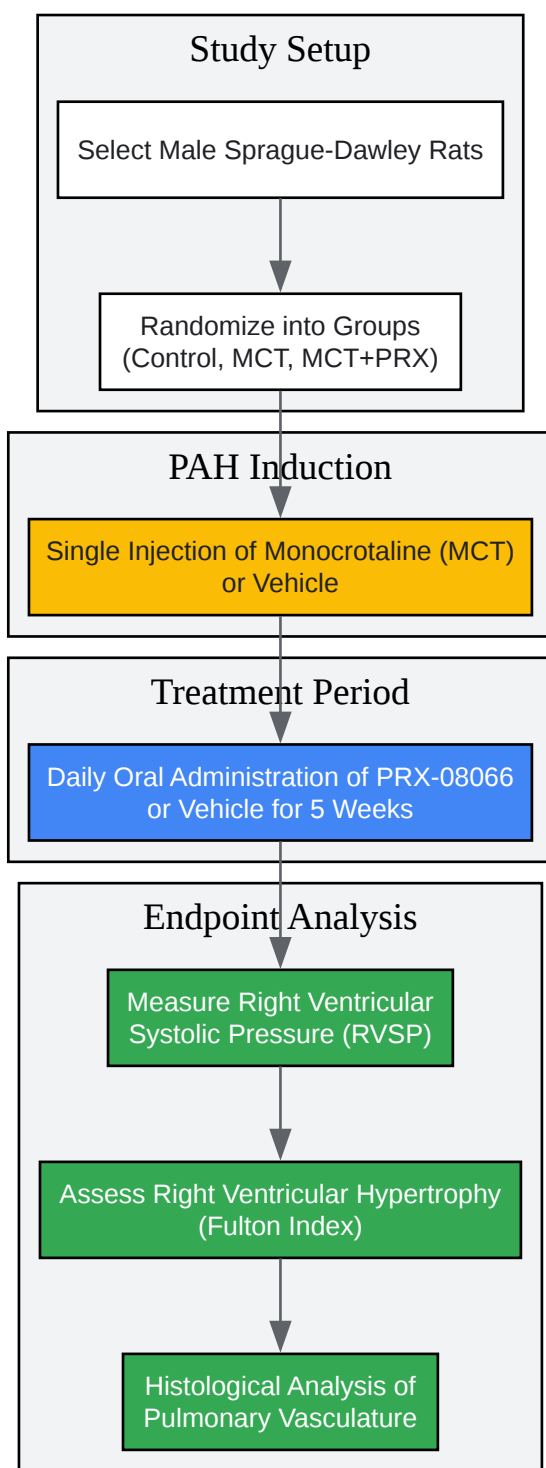 Study Setup
Select Male Sprague-Dawley Rats
Randomize into Groups
(Control, MCT, MCT+PRX)
PAH Induction
Single Injection of Monocrotaline (MCT)
or Vehicle
Treatment Period
Daily Oral Administration of PRX-08066
or Vehicle for 5 Weeks
Endpoint Analysis
Measure Right Ventricular
Systolic Pressure (RVSP)
Assess Right Ventricular Hypertrophy
(Fulton Index)
Histological Analysis of
Pulmonary Vasculature